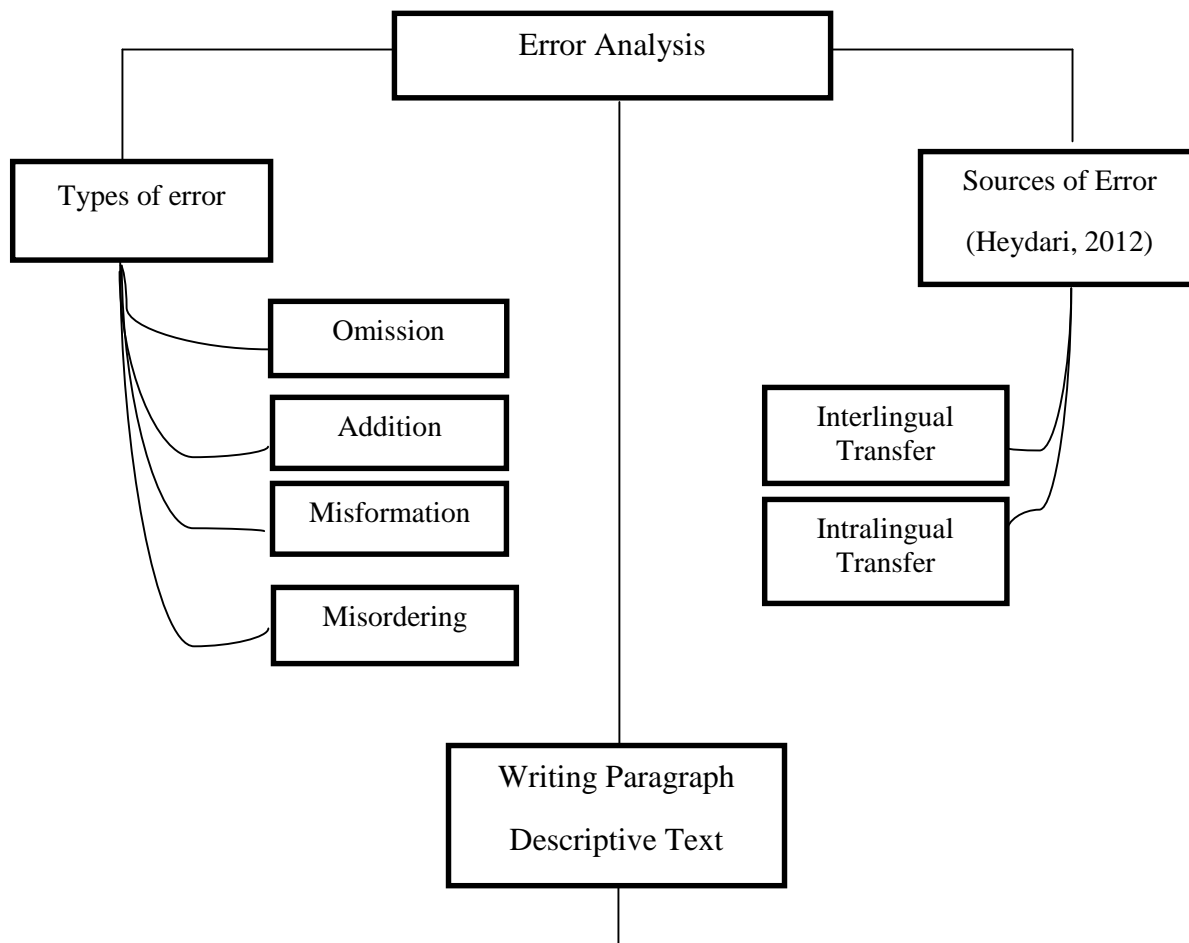 Error Analysis
Types of error
Sources of Error
(Heydari, 2012)
Omission
Addition
Misformation
Misordering
Interlingual
Transfer
Intralingual
Transfer
Writing Paragraph
Descriptive Text